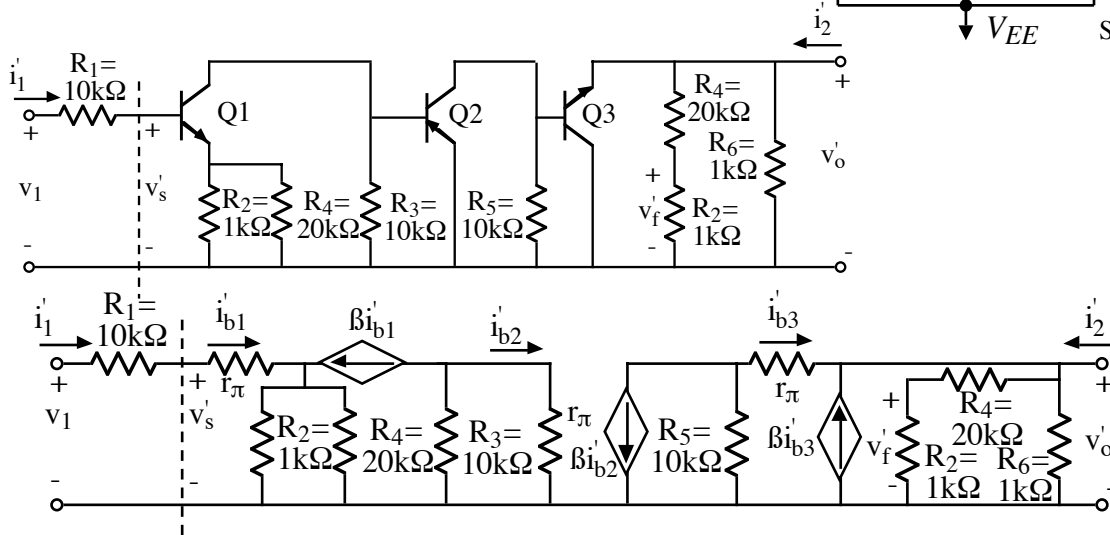 i'2
VEE
S
i'1
R1=
10kΩ
Q1
Q2
Q3
R4=
20kΩ
R6=
1kΩ
+
+
+
v1
v's
R2=
1kΩ
R4=
20kΩ
R3=
10kΩ
R5=
10kΩ
+
v'f
-
R2=
1kΩ
v'o
-
-
-
i'1
R1=
10kΩ
i'b1
ßi'b1
i'b2
i'b3
i'2
+
+
rπ
rπ
+
+
v1
v's
R2=
1kΩ
R4=
20kΩ
R3=
10kΩ
rπ
ßi'b2
R5=
10kΩ
ßi'b3
v'f
-
R4=
20kΩ
R2=
1kΩ
R6=
1kΩ
v'o
-
-
-